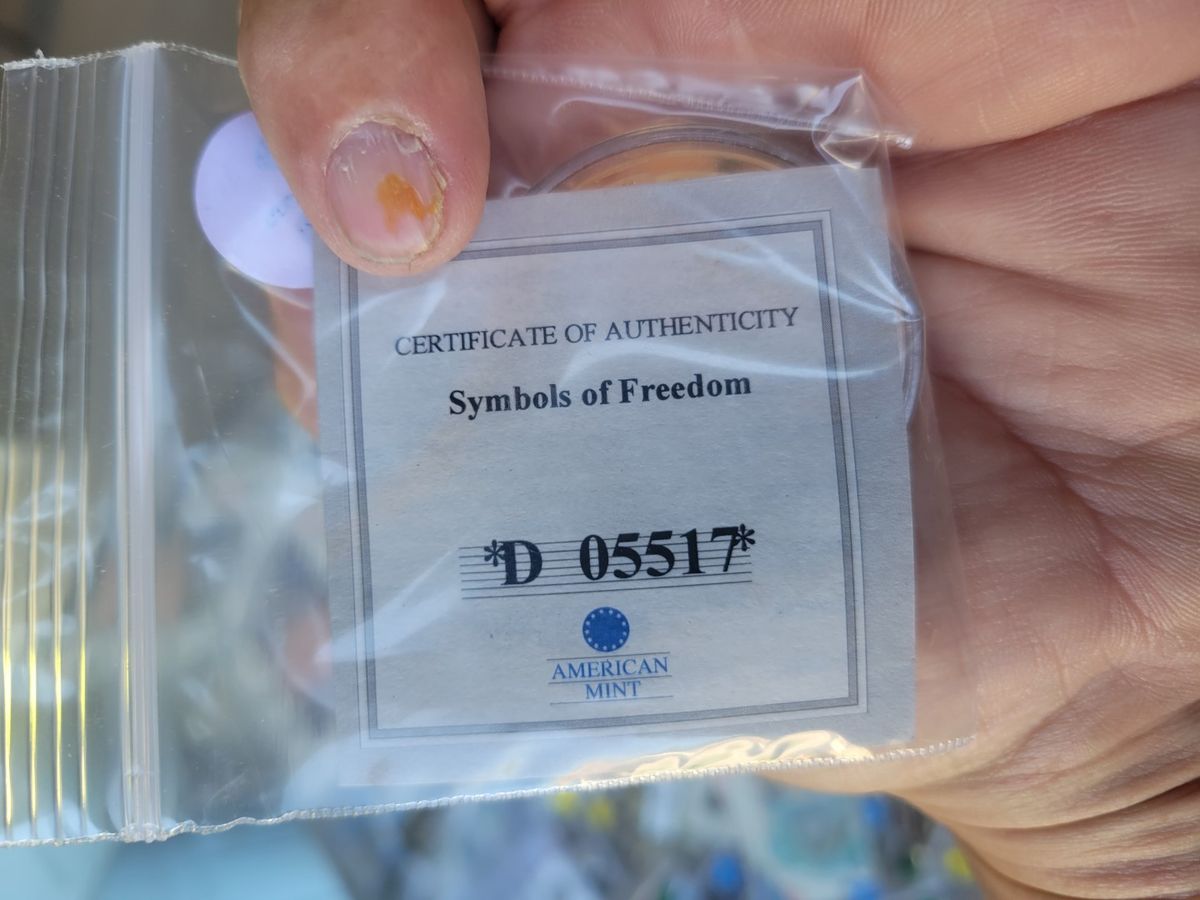 CERTIFICATE OF AUTHENTICITY
Symbols of Freedom
*D 05517*
AMERICAN
MINT